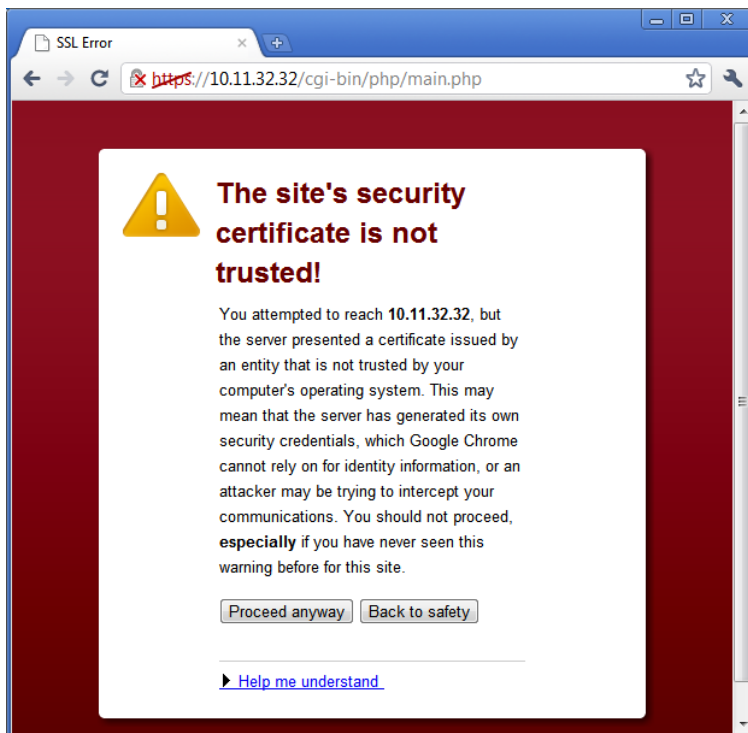 SSL Error
https://10.11.32.32/cgi-bin/php/main.php
The site's security
certificate is not
trusted!
You attempted to reach 10.11.32.32, but
the server presented a certificate issued by
an entity that is not trusted by your
computer's operating system. This may
mean that the server has generated its own
security credentials, which Google Chrome
cannot rely on for identity information, or an
attacker may be trying to intercept your
communications. You should not proceed,
especially if you have never seen this
warning before for this site.
Proceed anyway Back to safety
Help me understand